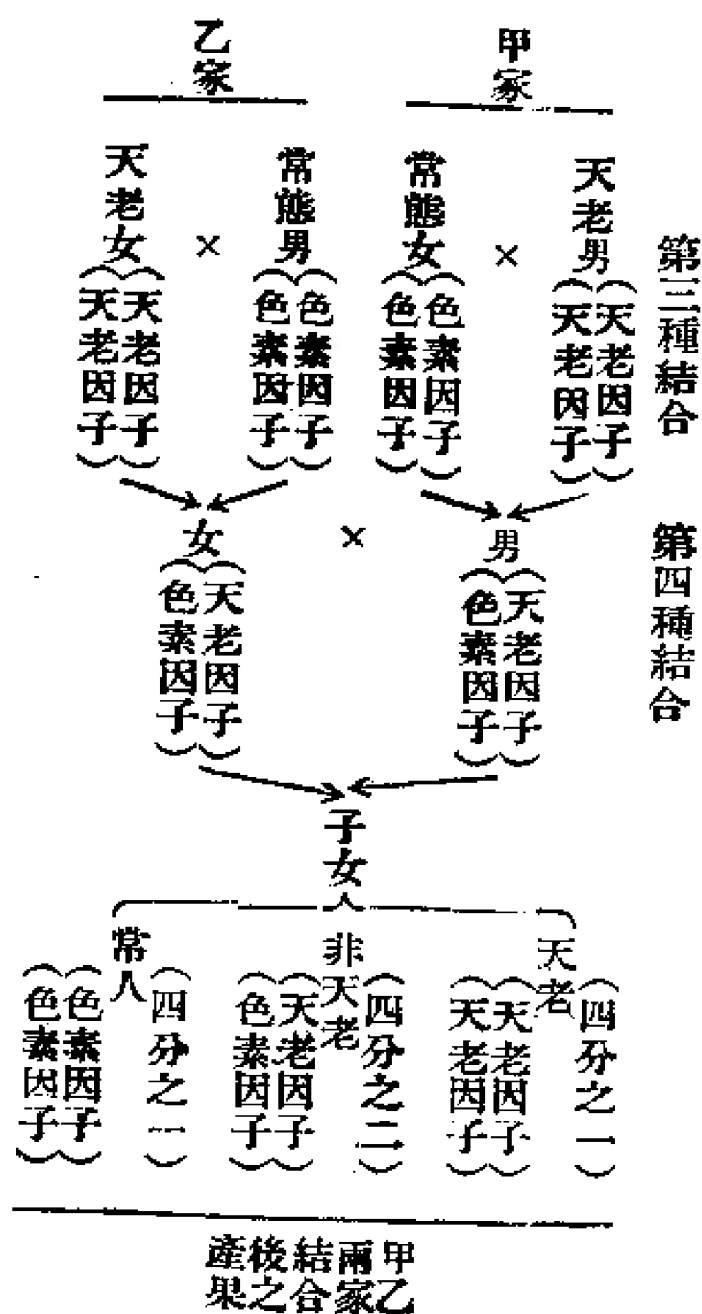 甲家
乙家
第三種結合
天老男(天老因子)(天老因子)
×
常態女(色素因子)(色素因子)
常態男(色素因子)(色素因子)
×
天老女(天老因子)(天老因子)
第四種結合
男(天老因子)(色素因子)
×
女(天老因子)(色素因子)
子女
天老
(四分之一)
(天老因子)
(天老因子)
非天老
(四分之二)
(天老因子)
(色素因子)
常人
(四分之一)
(色素因子)
(色素因子)
甲乙兩家結合後之產果